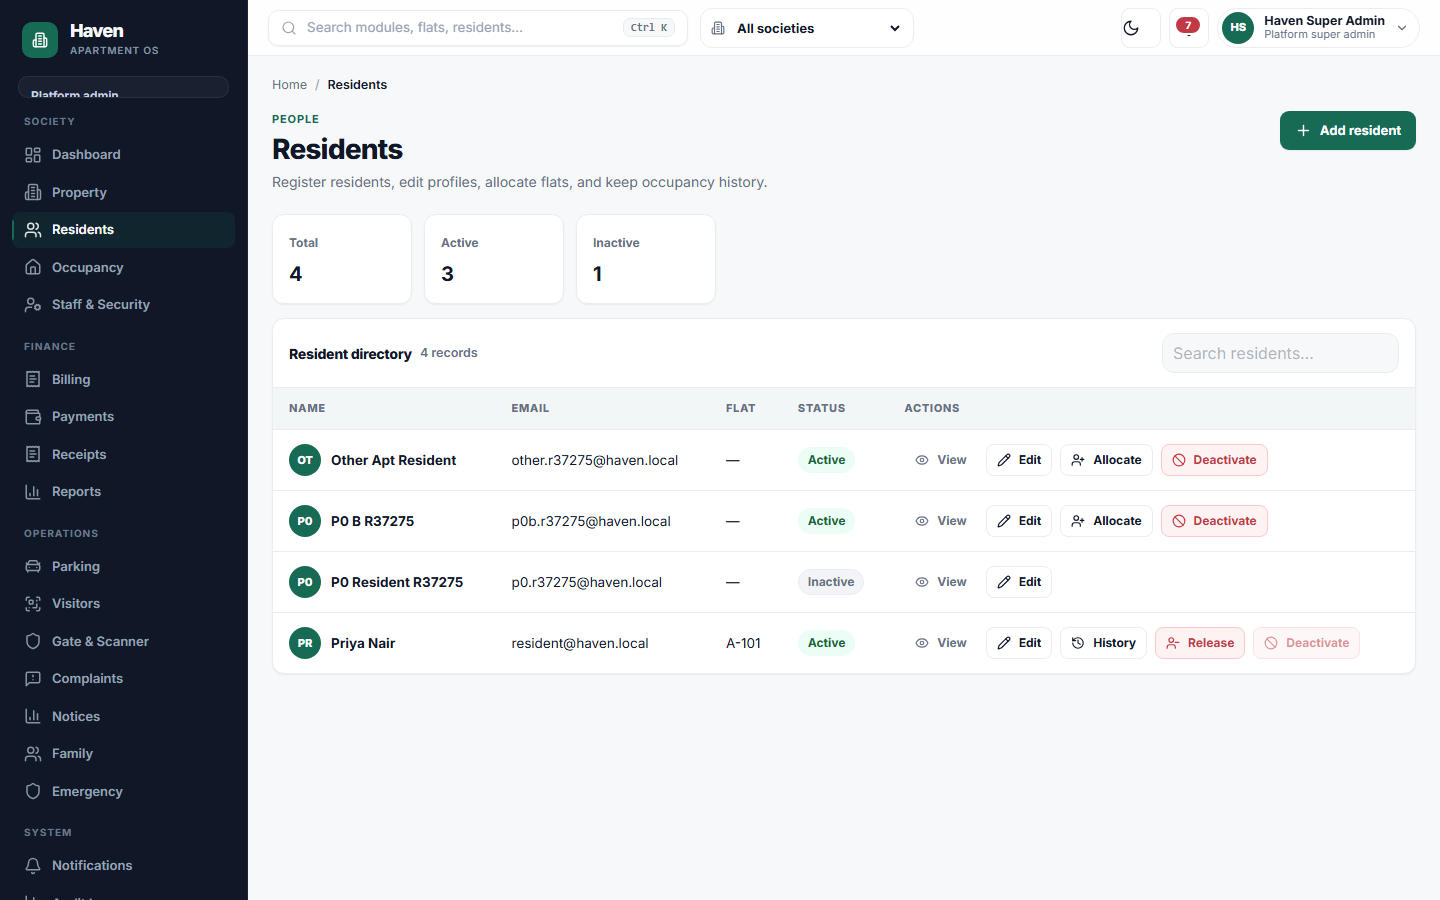 Haven
APARTMENT OS
Platform admin
SOCIETY
Dashboard
Property
Residents
Occupancy
Staff & Security
FINANCE
Billing
Payments
Receipts
Reports
OPERATIONS
Parking
Visitors
Gate & Scanner
Complaints
Notices
Family
Emergency
SYSTEM
Notifications
Search modules, flats, residents... Ctrl K
All societies
7
HS Haven Super Admin
Platform super admin
Home / Residents
PEOPLE
Residents
Register residents, edit profiles, allocate flats, and keep occupancy history.
Add resident
Total Active Inactive
4 3 1
Resident directory 4 records Search residents...
NAME EMAIL FLAT STATUS ACTIONS
OT Other Apt Resident other.r37275@haven.local — Active View Edit Allocate Deactivate
P0 P0 B R37275 p0b.r37275@haven.local — Active View Edit Allocate Deactivate
P0 P0 Resident R37275 p0.r37275@haven.local — Inactive View Edit
PR Priya Nair resident@haven.local A-101 Active View Edit History Release Deactivate